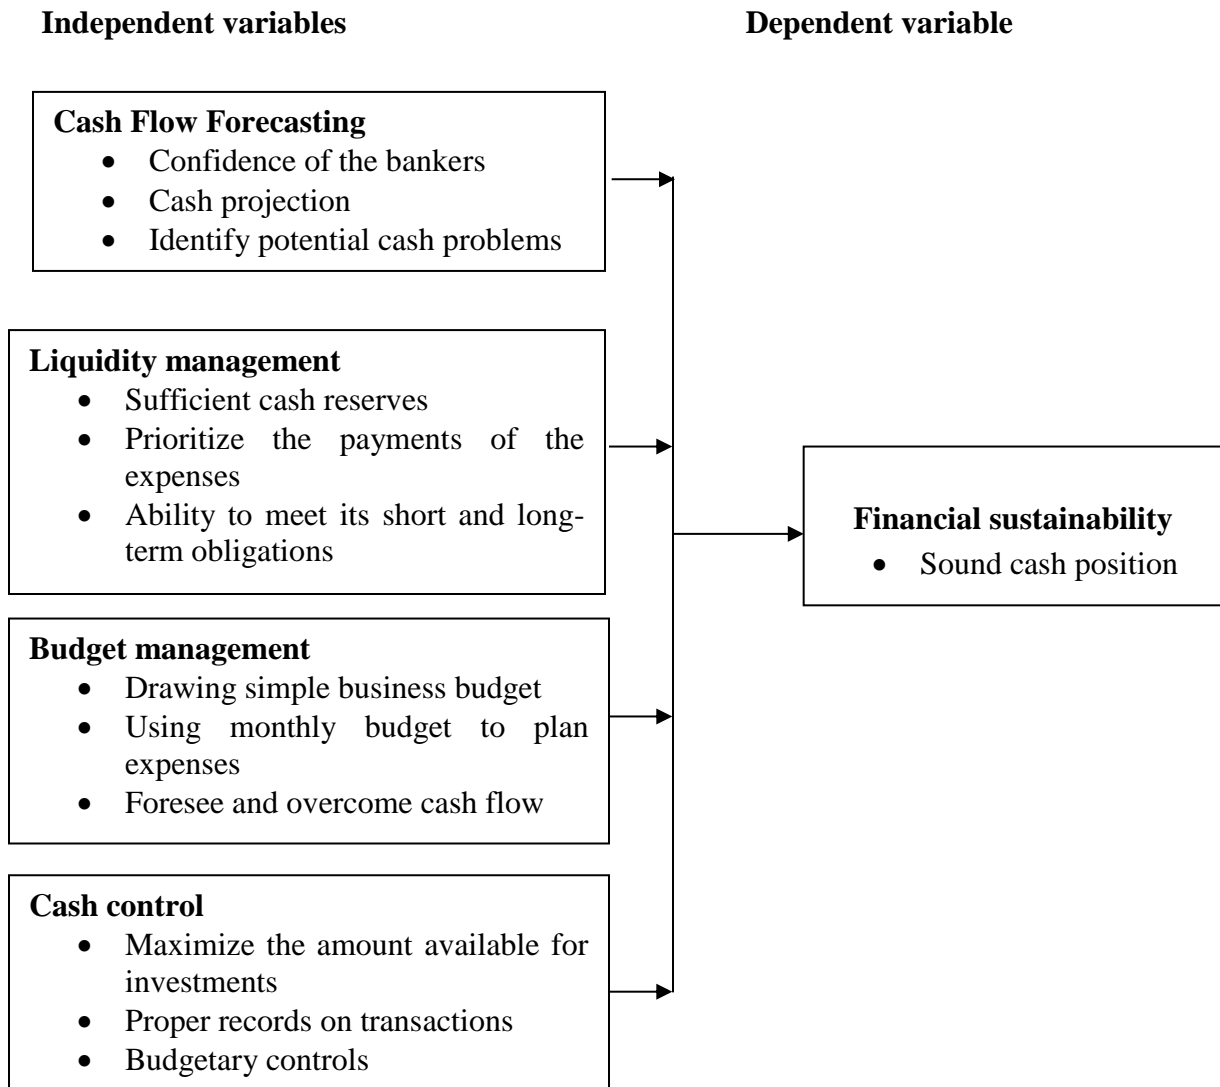 Independent variables
Dependent variable
Cash Flow Forecasting
• Confidence of the bankers
• Cash projection
• Identify potential cash problems
Liquidity management
• Sufficient cash reserves
• Prioritize the payments of the
expenses
• Ability to meet its short and long-
term obligations
Financial sustainability
• Sound cash position
Budget management
• Drawing simple business budget
• Using monthly budget to plan
expenses
• Foresee and overcome cash flow
Cash control
• Maximize the amount available for
investments
• Proper records on transactions
• Budgetary controls